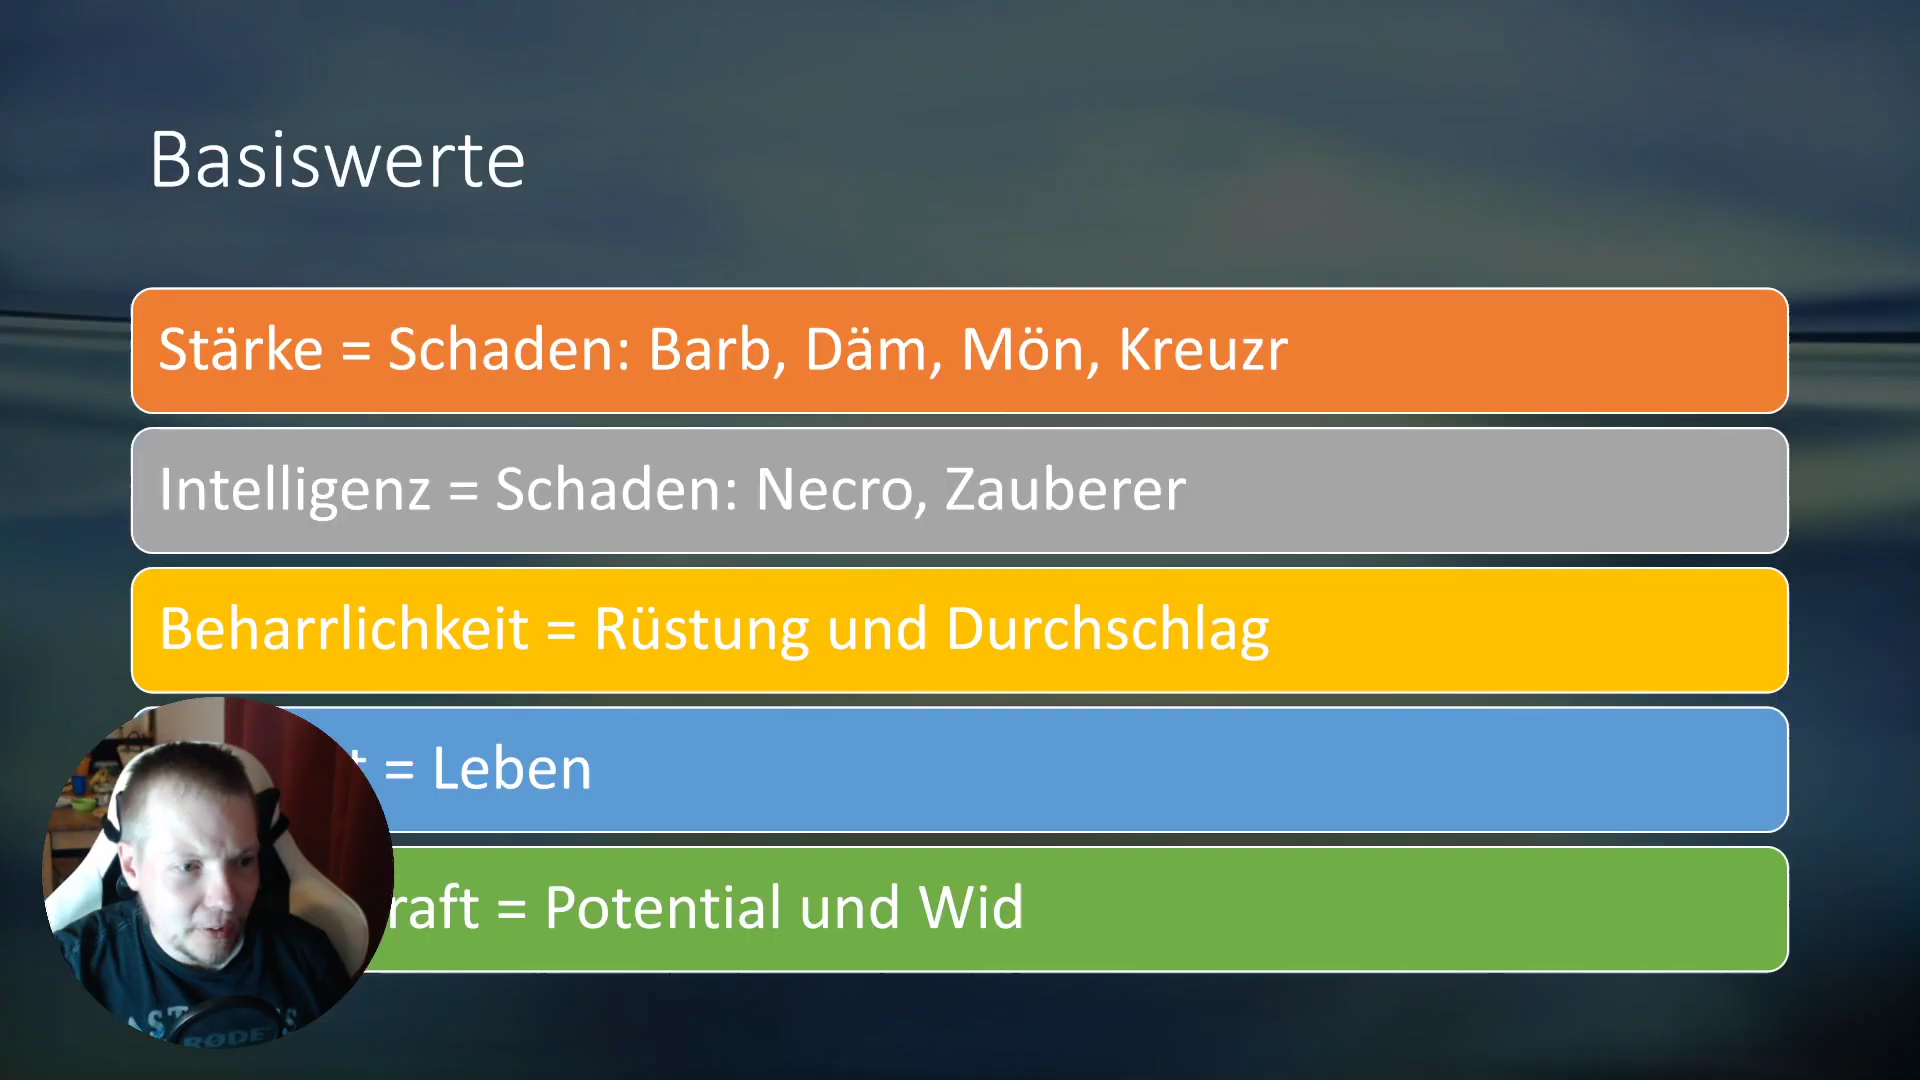 Basiswerte
Stärke = Schaden: Barb, Däm, Mön, Kreuzr
Intelligenz = Schaden: Necro, Zauberer
Beharrlichkeit = Rüstung und Durchschlag
= Leben
= Potential und Wid
RØDE